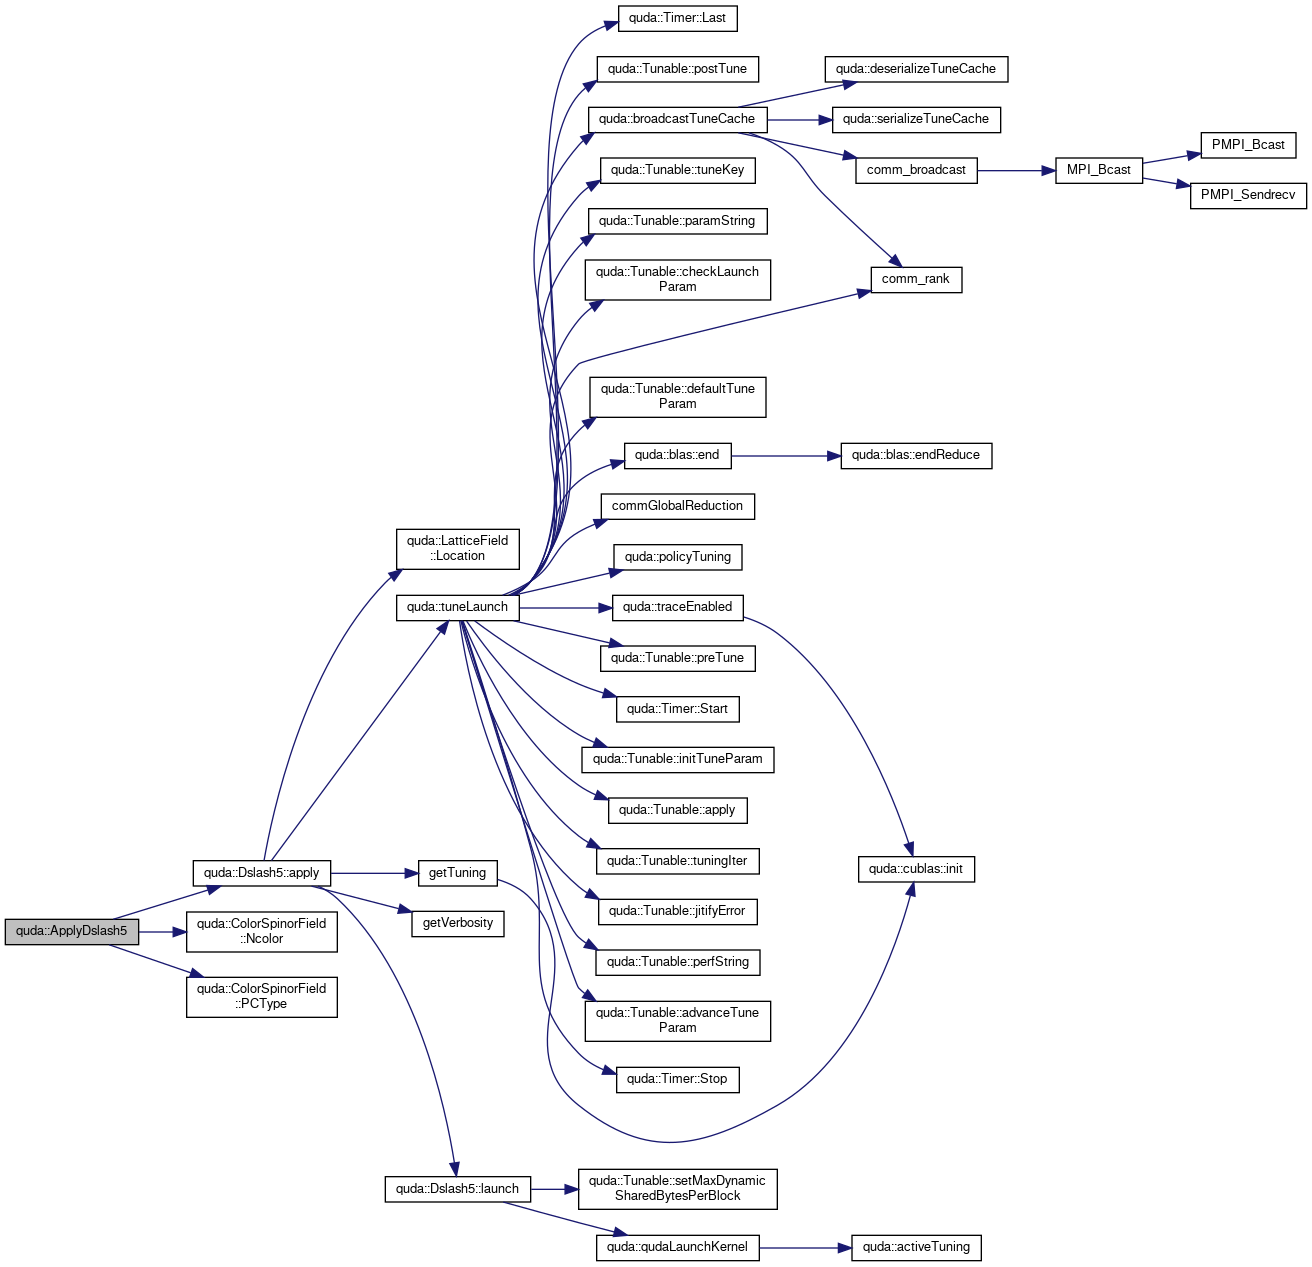 quda::Timer::Last
quda::Tunable::postTune
quda::deserializeTuneCache
quda::broadcastTuneCache
quda::serializeTuneCache
PMPI_Bcast
quda::Tunable::tuneKey
comm_broadcast
MPI_Bcast
PMPI_Sendrecv
quda::Tunable::paramString
quda::Tunable::checkLaunch
Param
comm_rank
quda::Tunable::defaultTune
Param
quda::blas::end
quda::blas::endReduce
commGlobalReduction
quda::LatticeField
::Location
quda::policyTuning
quda::tuneLaunch
quda::traceEnabled
quda::Tunable::preTune
quda::Timer::Start
quda::Tunable::initTuneParam
quda::Tunable::apply
quda::Tunable::tuningIter
quda::cublas::init
quda::Dslash5::apply
getTuning
quda::Tunable::jitifyError
getVerbosity
quda::ApplyDslash5
quda::ColorSpinorField
::Ncolor
quda::Tunable::perfString
quda::ColorSpinorField
::PCType
quda::Tunable::advanceTune
Param
quda::Timer::Stop
quda::Dslash5::launch
quda::Tunable::setMaxDynamic
SharedBytesPerBlock
quda::qudaLaunchKernel
quda::activeTuning